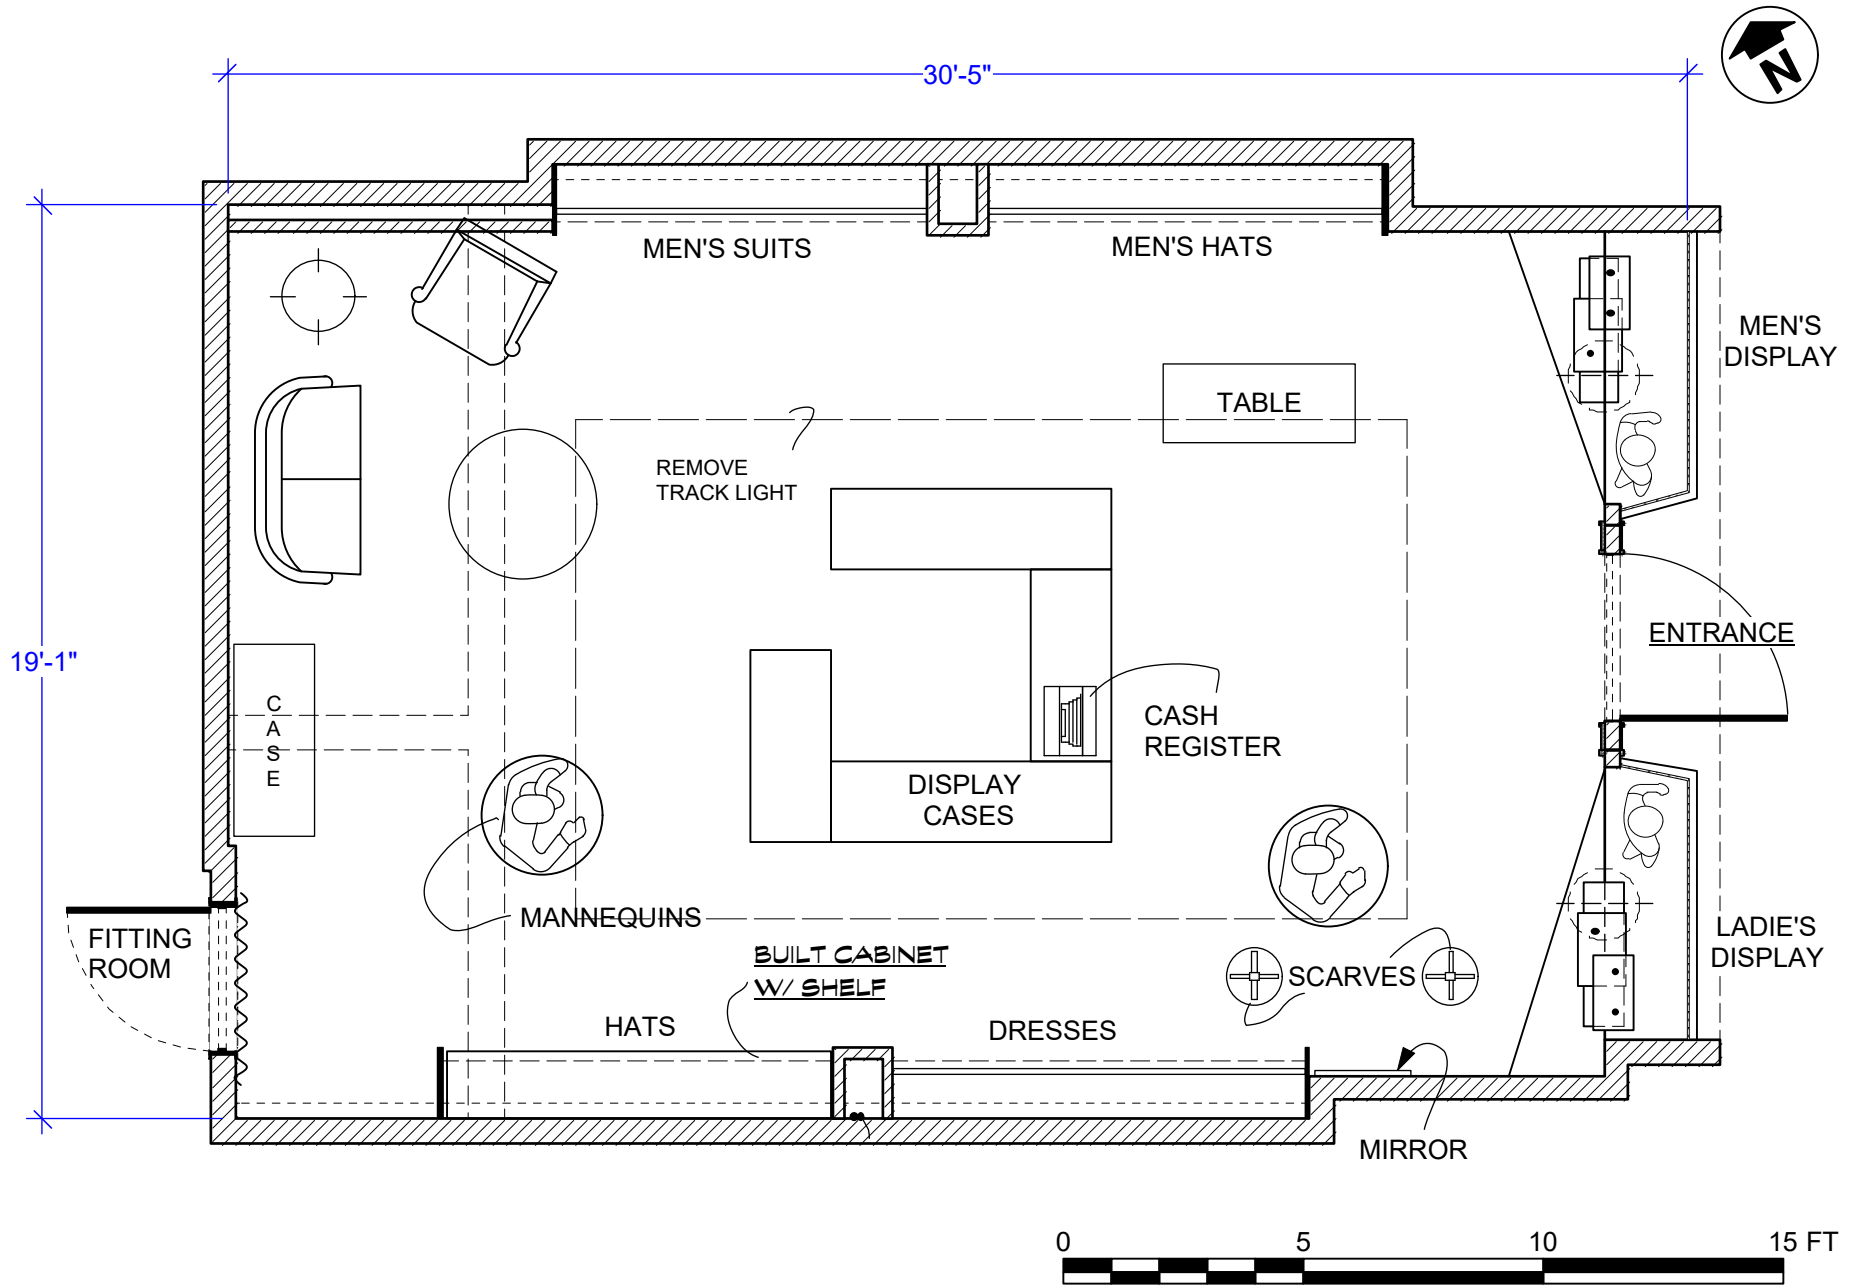 30'-5"
N
MEN'S SUITS
MEN'S HATS
MEN'S
DISPLAY
TABLE
REMOVE
TRACK LIGHT
ENTRANCE
19'-1"
CASE
CASH
REGISTER
DISPLAY
CASES
MANNEQUINS
FITTING
ROOM
BUILT CABINET
W/ SHELF
SCARVES
LADIE'S
DISPLAY
HATS
DRESSES
MIRROR
0 5 10 15 FT